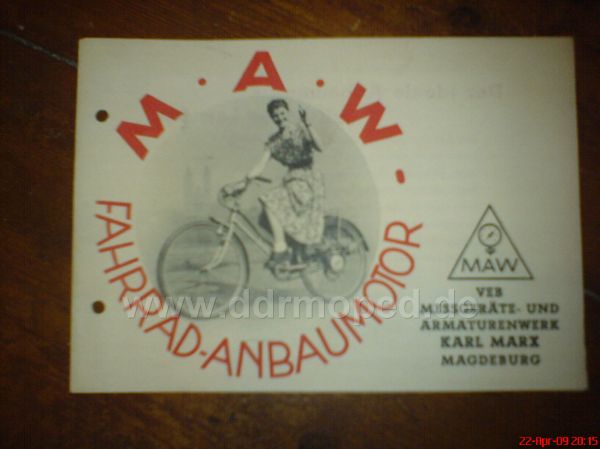 M·A·W·
FAHRRAD-ANBAUMOTOR
MAW
VEB
MESSGERÄTE- UND
ARMATURENWERK
KARL MARX
MAGDEBURG
www.ddrmoped.de
22-Apr-09 20:15